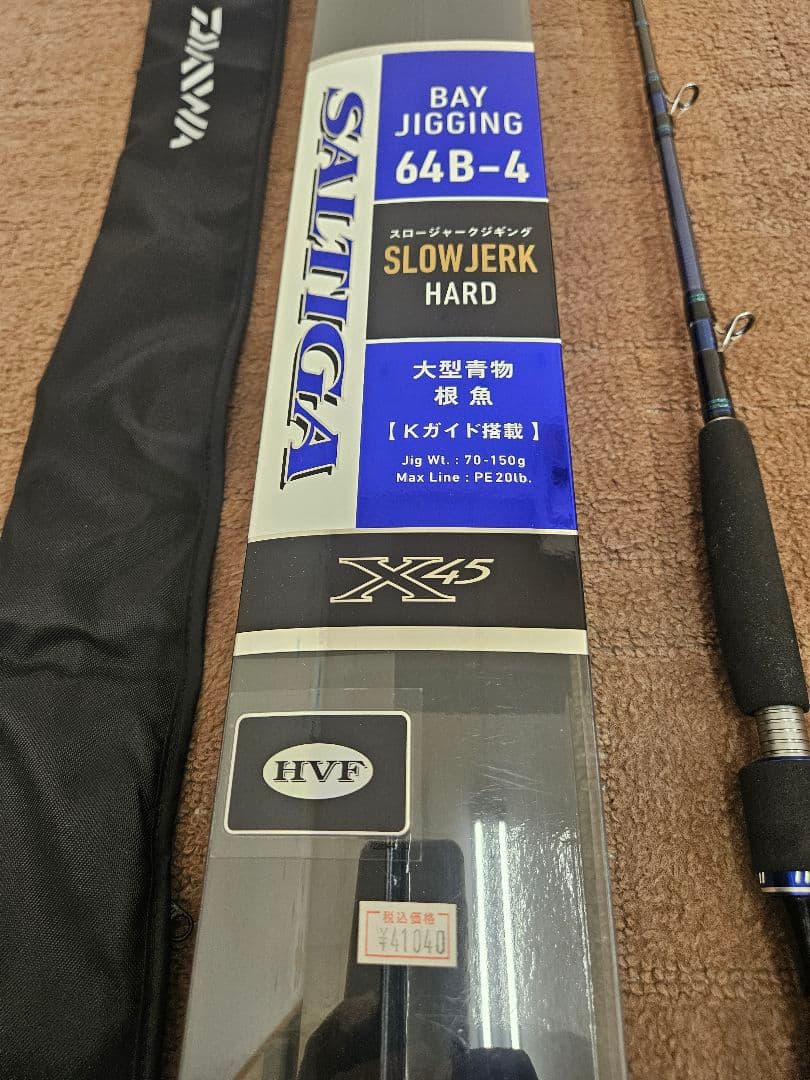 DAIWA
SALTIGA
BAY
JIGGING
64B-4
スロージャークジギング
SLOWJERK
HARD
大型青物
根魚
【Kガイド搭載】
Jig Wt. : 70-150g
Max Line : PE20lb.
X45
HVF
税込価格
¥41040